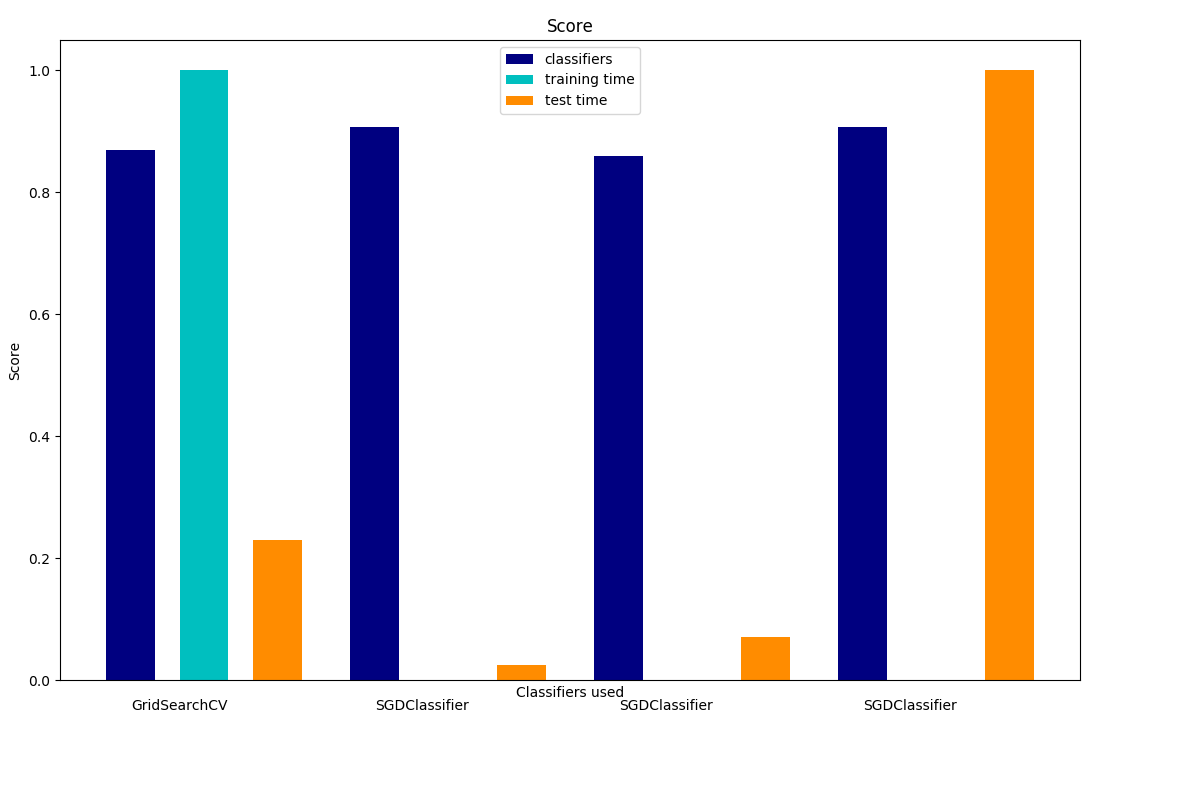 Score
classifiers
training time
test time
1.0
0.8
0.6
0.4
0.2
0.0
Score
Classifiers used
GridSearchCV SGDClassifier SGDClassifier SGDClassifier